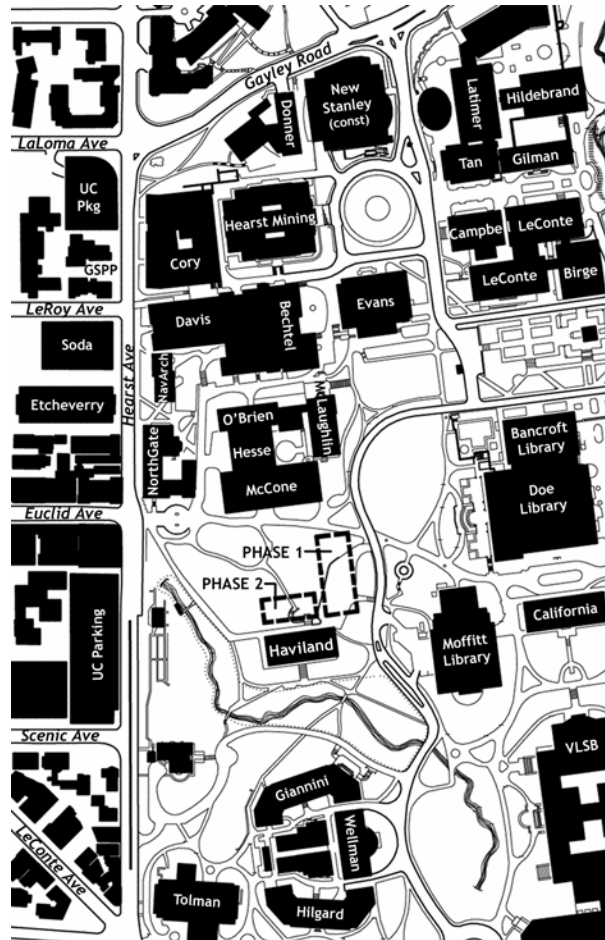 Gayley Road
Donner
New
Stanley
(const)
Latimer
Hildebrand
LaLoma Ave
Tan
Gilman
UC
Pkg
Hearst Mining
Campbel
LeConte
GSPP
Cory
LeConte
Birge
LeRoy Ave
Davis
Bechtel
Evans
Soda
Hearst Ave
NavArch
Etcheverry
McLaughlin
O'Brien
Bancroft
Library
NorthGate
Hesse
McCone
Doe
Library
Euclid Ave
PHASE 1
PHASE 2
California
UC Parking
Haviland
Moffitt
Library
Scenic Ave
VLSB
Giannini
LeConte Ave
Wellman
Tolman
Hilgard